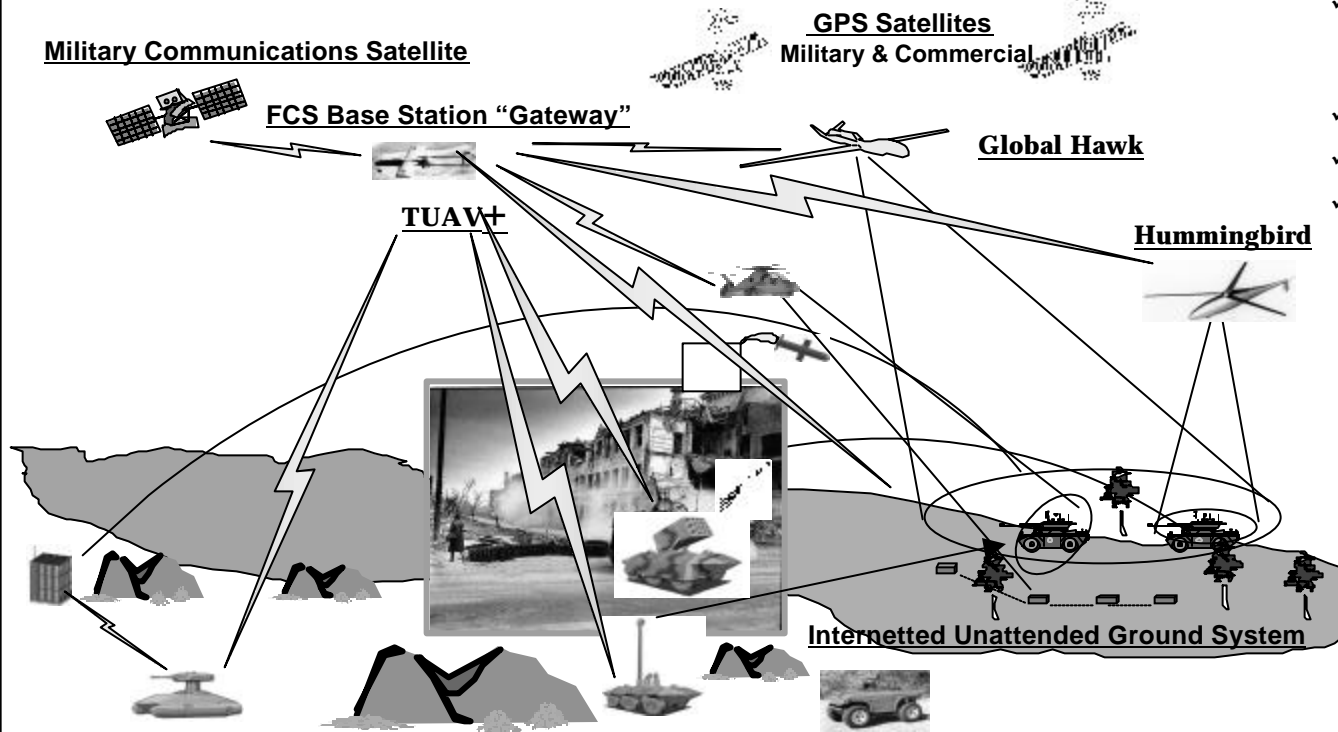 GPS Satellites
Military & Commercial
Military Communications Satellite
FCS Base Station “Gateway”
Global Hawk
TUAV+
Hummingbird
Internetted Unattended Ground System